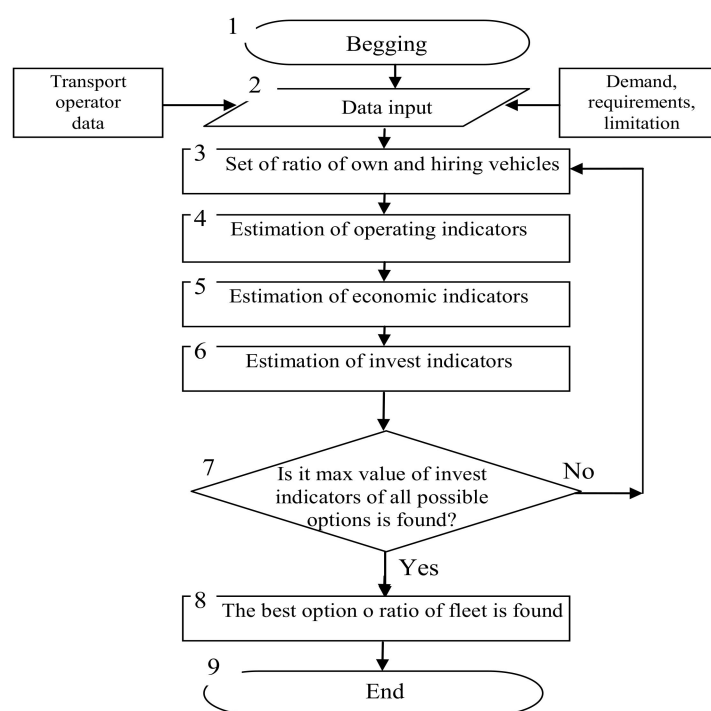 1
Begging
Transport
operator
data
2
Data input
Demand,
requirements,
limitation
3
Set of ratio of own and hiring vehicles
4
Estimation of operating indicators
5
Estimation of economic indicators
6
Estimation of invest indicators
7
Is it max value of invest
indicators of all possible
options is found?
No
Yes
8
The best option o ratio of fleet is found
9
End